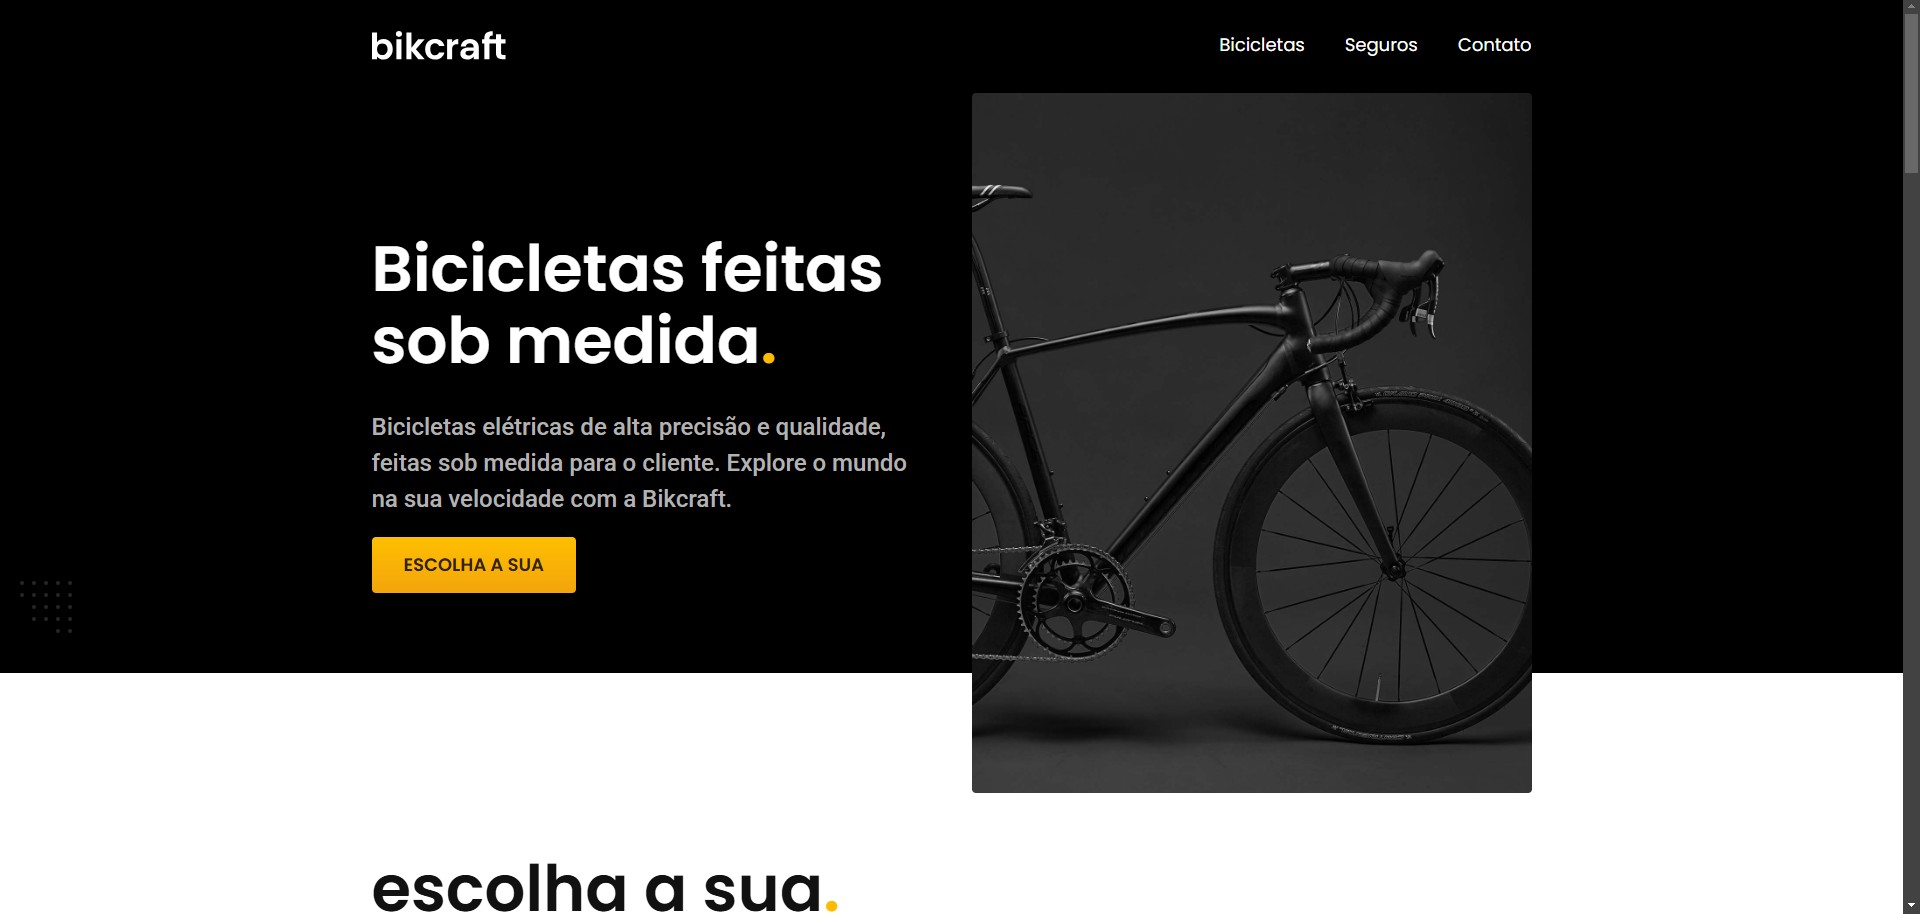 bikcraft
Bicicletas
Seguros
Contato
Bicicletas feitas
sob medida.
Bicicletas elétricas de alta precisão e qualidade,
feitas sob medida para o cliente. Explore o mundo
na sua velocidade com a Bikcraft.
ESCOLHA A SUA
escolha a sua.